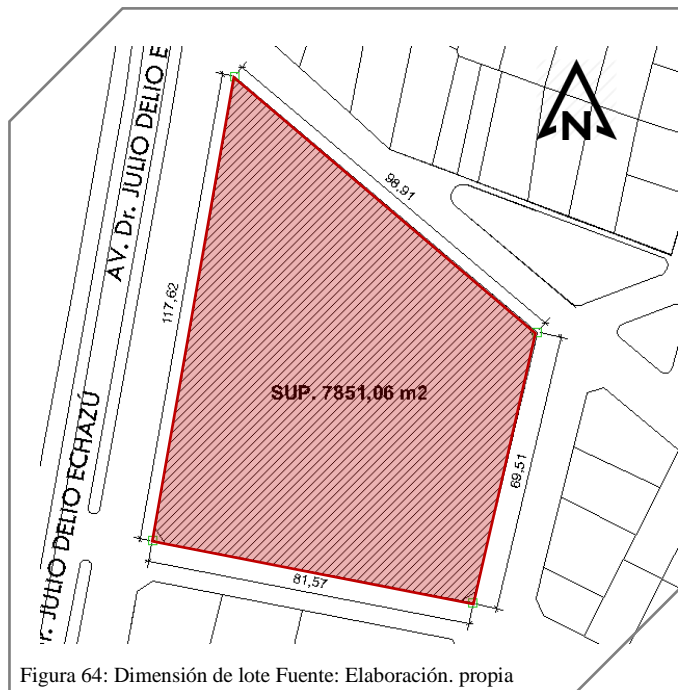 AV. Dr. JULIO DELIO E
N
98,91
117,62
SUP. 7851,06 m2
69,51
r. JULIO DELIO ECHAZÚ
81,57
Figura 64: Dimensión de lote Fuente: Elaboración. propia